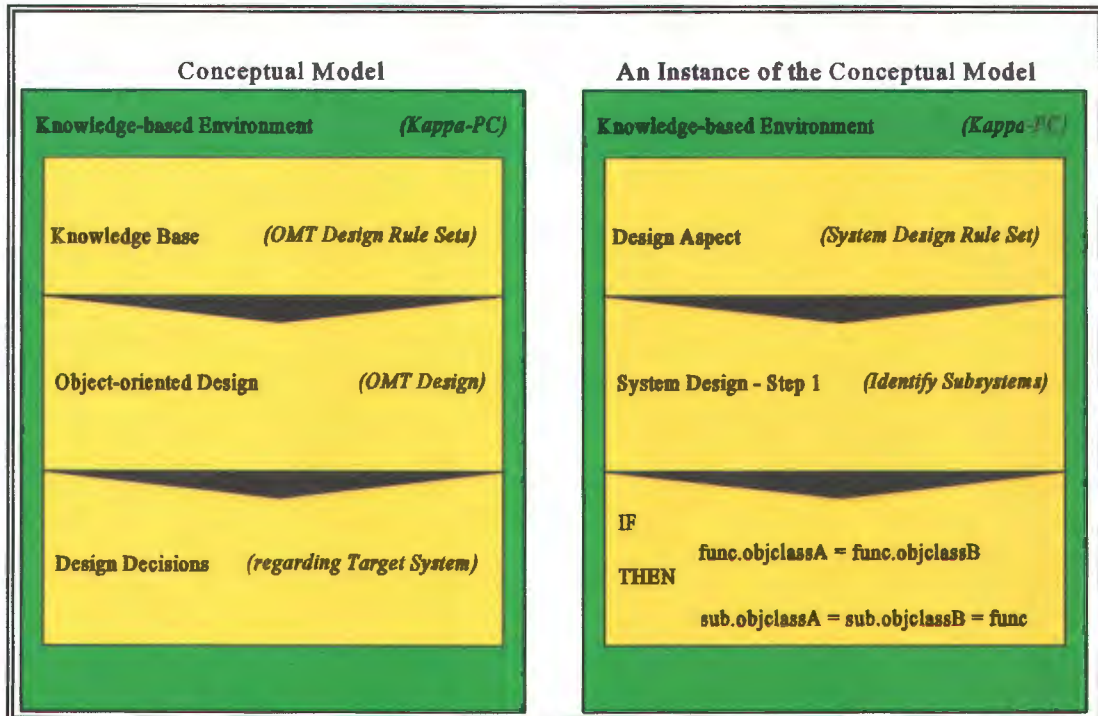 Conceptual Model
Knowledge-based Environment (Kappa-PC)
Knowledge Base (OMT Design Rule Sets)
Object-oriented Design (OMT Design)
Design Decisions (regarding Target System)
An Instance of the Conceptual Model
Knowledge-based Environment (Kappa-PC)
Design Aspect (System Design Rule Set)
System Design - Step 1 (Identify Subsystems)
IF
func.objclassA = func.objclassB
THEN
sub.objclassA = sub.objclassB = func